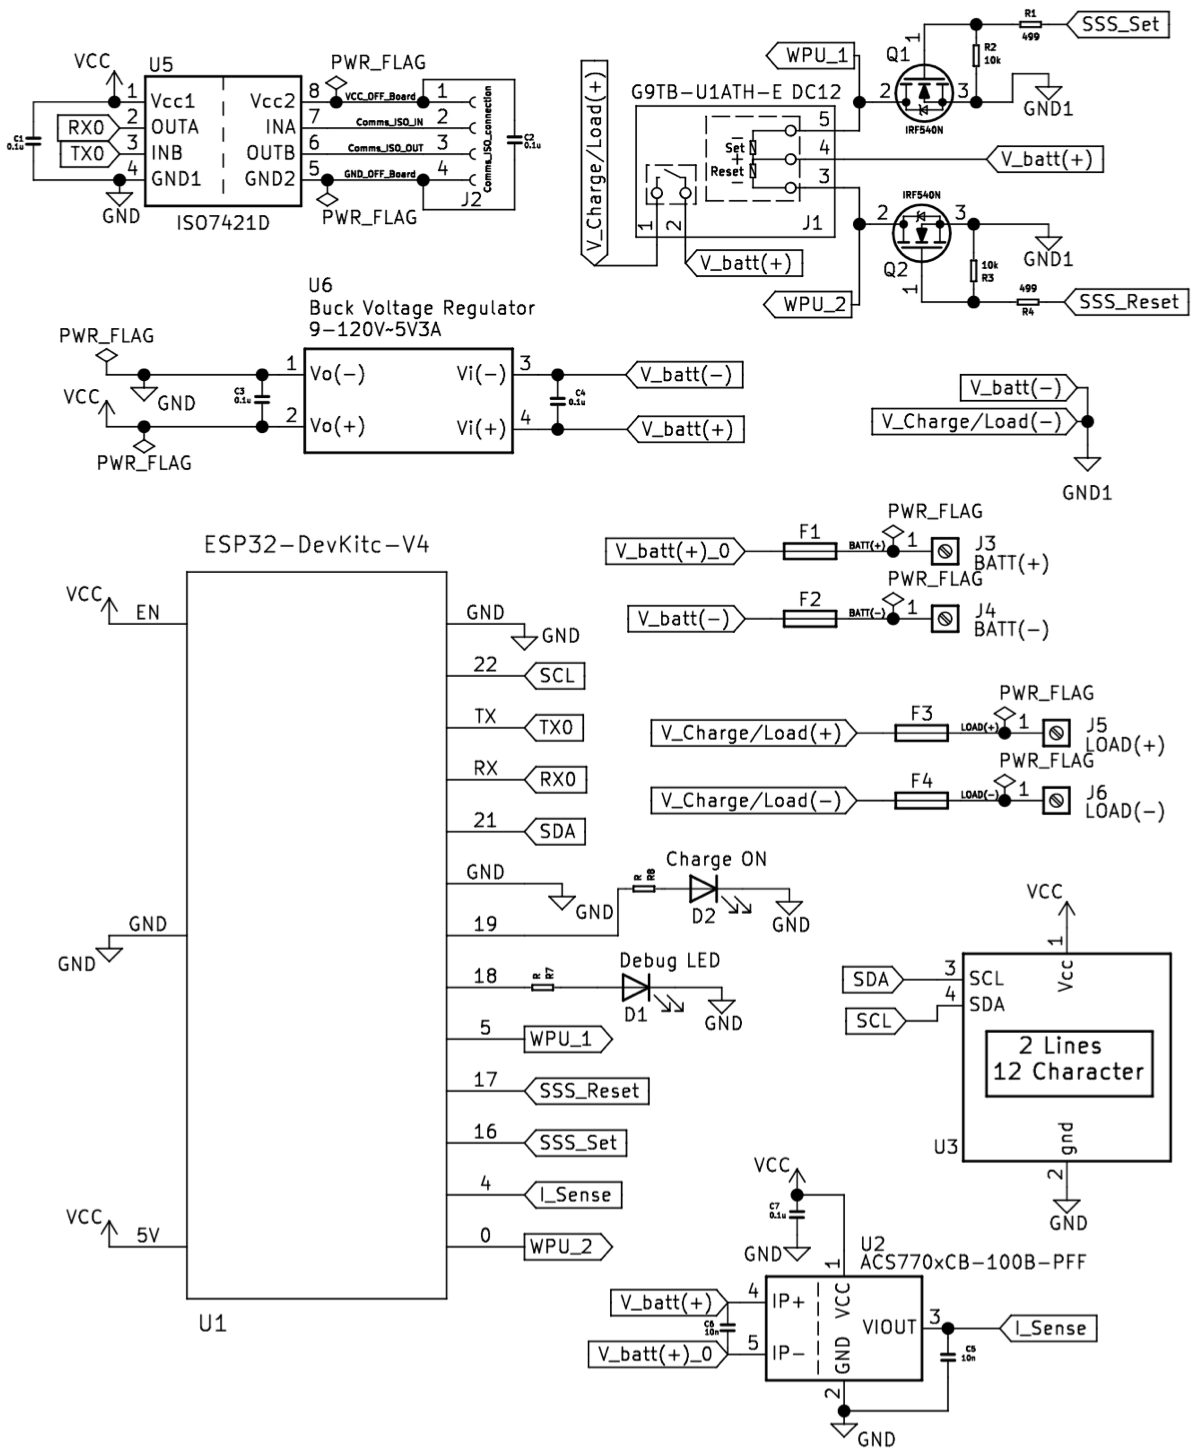 VCC
U5
PWR_FLAG
1
Vcc1
Vcc2
8
VCC_OFF_Board
1
RX0
2
OUTA
INA
7
Comms_ISO_IN
2
C1
0.1u
TX0
3
INB
OUTB
6
Comms_ISO_OUT
3
C2
0.1u
4
GND1
GND2
5
GND_OFF_Board
4
Comms_ISO_connection
GND
ISO7421D
PWR_FLAG
J2
V_Charge/Load(+)
G9TB-U1ATH-E DC12
WPU_1
Q1
1
R1
499
SSS_Set
R2
10k
2
3
GND1
IRF540N
5
Set
+
4
V_batt(+)
Reset
-
3
J1
1
2
V_batt(+)
IRF540N
2
3
Q2
1
GND1
10k
R3
WPU_2
499
R4
SSS_Reset
U6
Buck Voltage Regulator
9-120V~5V3A
PWR_FLAG
1
Vo(-)
Vi(-)
3
V_batt(-)
GND
C3
0.1u
C4
0.1u
VCC
2
Vo(+)
Vi(+)
4
V_batt(+)
PWR_FLAG
V_batt(-)
V_Charge/Load(-)
GND1
PWR_FLAG
V_batt(+)_0
F1
BATT(+)
1
J3
BATT(+)
PWR_FLAG
V_batt(-)
F2
BATT(-)
1
J4
BATT(-)
PWR_FLAG
V_Charge/Load(+)
F3
LOAD(+)
1
J5
LOAD(+)
PWR_FLAG
V_Charge/Load(-)
F4
LOAD(-)
1
J6
LOAD(-)
ESP32-DevKitc-V4
VCC
EN
GND
GND
22
SCL
TX
TX0
RX
RX0
21
SDA
GND
GND
GND
GND
19
R
R8
Charge ON
D2
GND
18
R
R7
Debug LED
D1
GND
5
WPU_1
17
SSS_Reset
16
SSS_Set
4
I_Sense
VCC
5V
0
WPU_2
U1
VCC
1
Vcc
SDA
3
SCL
SCL
4
SDA
2 Lines
12 Character
U3
gnd
2
GND
VCC
C7
0.1u
GND
1
U2
ACS770xCB-100B-PFF
V_batt(+)
4
IP+
VCC
C6
10n
VIOUT
3
I_Sense
V_batt(+)_0
5
IP-
GND
C5
10n
2
GND